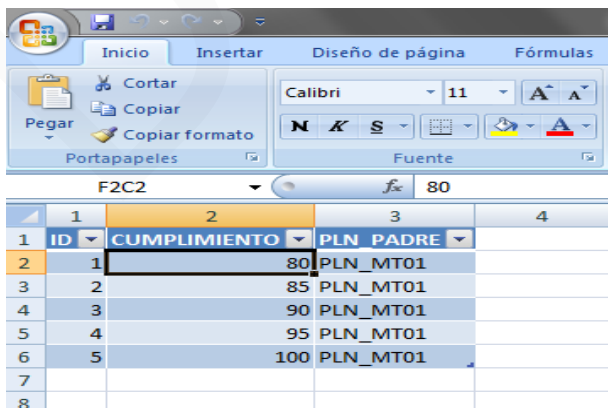 Inicio Insertar Diseño de página Fórmulas
Cortar
Copiar
Copiar formato
Pegar
Portapapeles
Calibri 11 A A
N K S A
Fuente
F2C2 fx 80
1 2 3 4
1 ID CUMPLIMIENTO PLN_PADRE
2 1 80 PLN_MT01
3 2 85 PLN_MT01
4 3 90 PLN_MT01
5 4 95 PLN_MT01
6 5 100 PLN_MT01
7
8